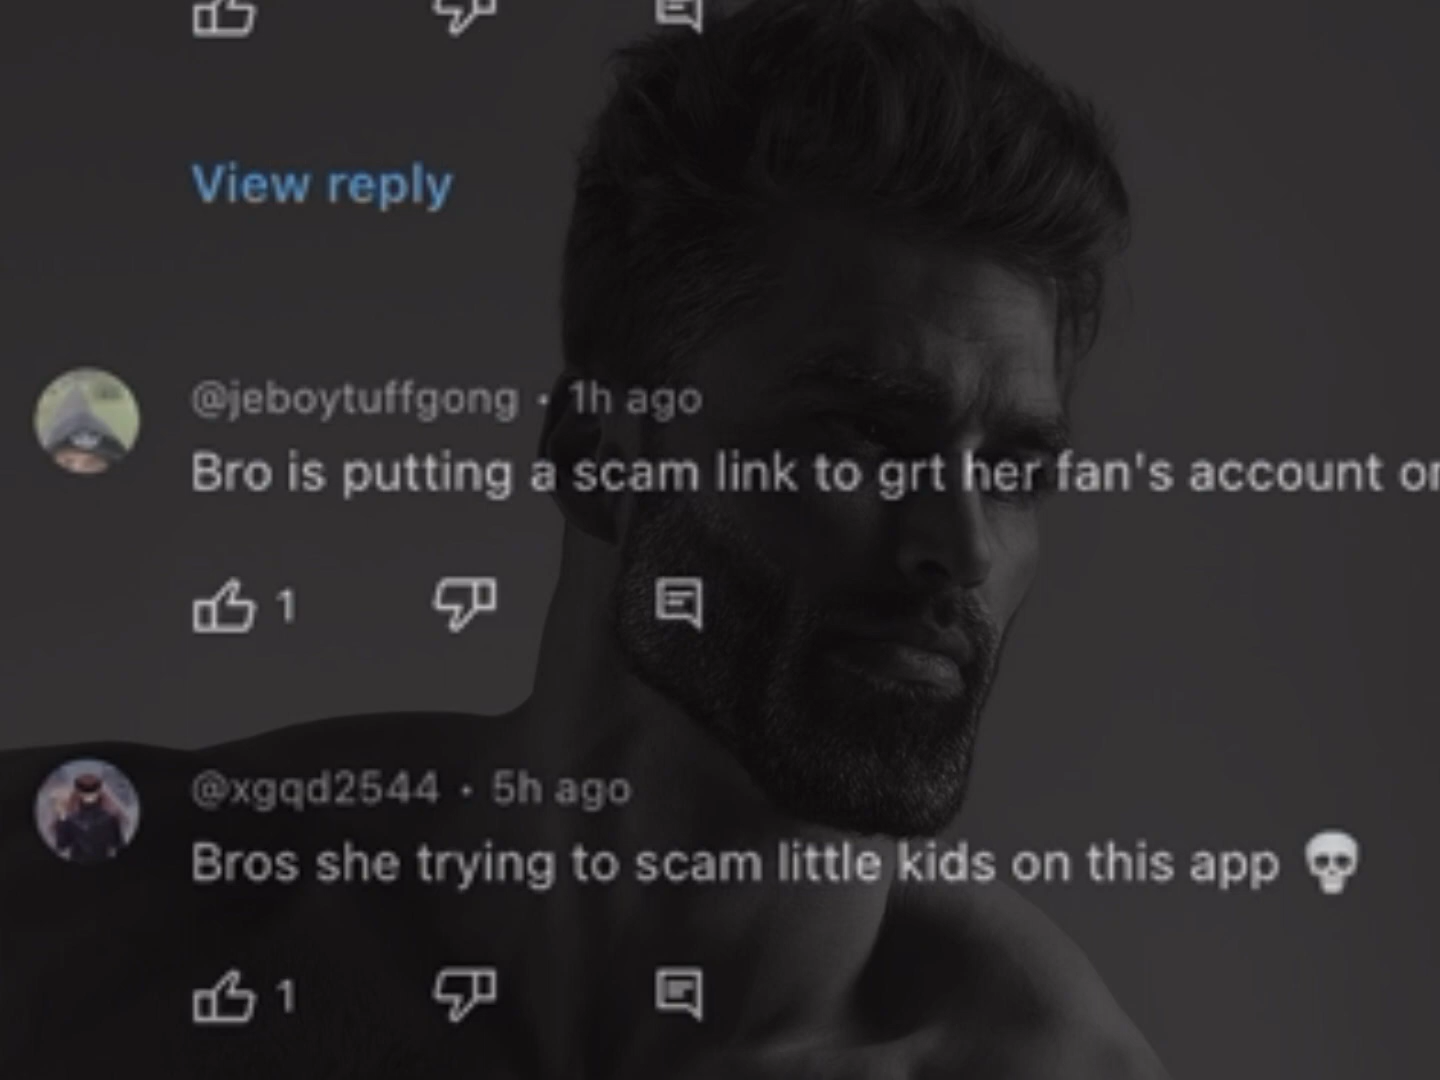 View reply
@jeboytuffgong • 1h ago
Bro is putting a scam link to grt her fan's account
1
@xgqd2544 • 5h ago
Bros she trying to scam little kids on this app 💀
1